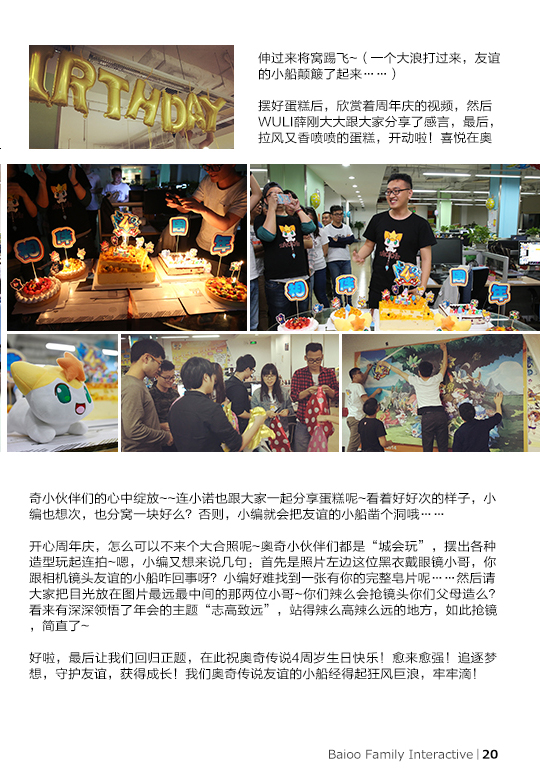 IRTHDAY
伸过来将窝踢飞~（一个大浪打过来，友谊
的小船颠簸了起来……）
摆好蛋糕后，欣赏着周年庆的视频，然后
WULI薛刚大大跟大家分享了感言，最后，
拉风又香喷喷的蛋糕，开动啦！喜悦在奥
周年
4周年
奇小伙伴们的心中绽放~~连小诺也跟大家一起分享蛋糕呢~看着好好次的样子，小
编也想次，也分窝一块好么？否则，小编就会把友谊的小船凿个洞哦……
开心周年庆，怎么可以不来个大合照呢~奥奇小伙伴们都是“城会玩”，摆出各种
造型玩起连拍~嗯，小编又想来说几句；首先是照片左边这位黑衣戴眼镜小哥，你
跟相机镜头友谊的小船咋回事呀？小编好难找到一张有你的完整皂片呢……然后请
大家把目光放在图片最远最中间的那两位小哥~你们辣么会抢镜头你们父母造么？
看来有深深领悟了年会的主题“志高致远”，站得辣么高辣么远的地方，如此抢镜
，简直了~
好啦，最后让我们回归正题，在此祝奥奇传说4周岁生日快乐！愈来愈强！追逐梦
想，守护友谊，获得成长！我们奥奇传说友谊的小船经得起狂风巨浪，牢牢滴！
Baioo Family Interactive | 20